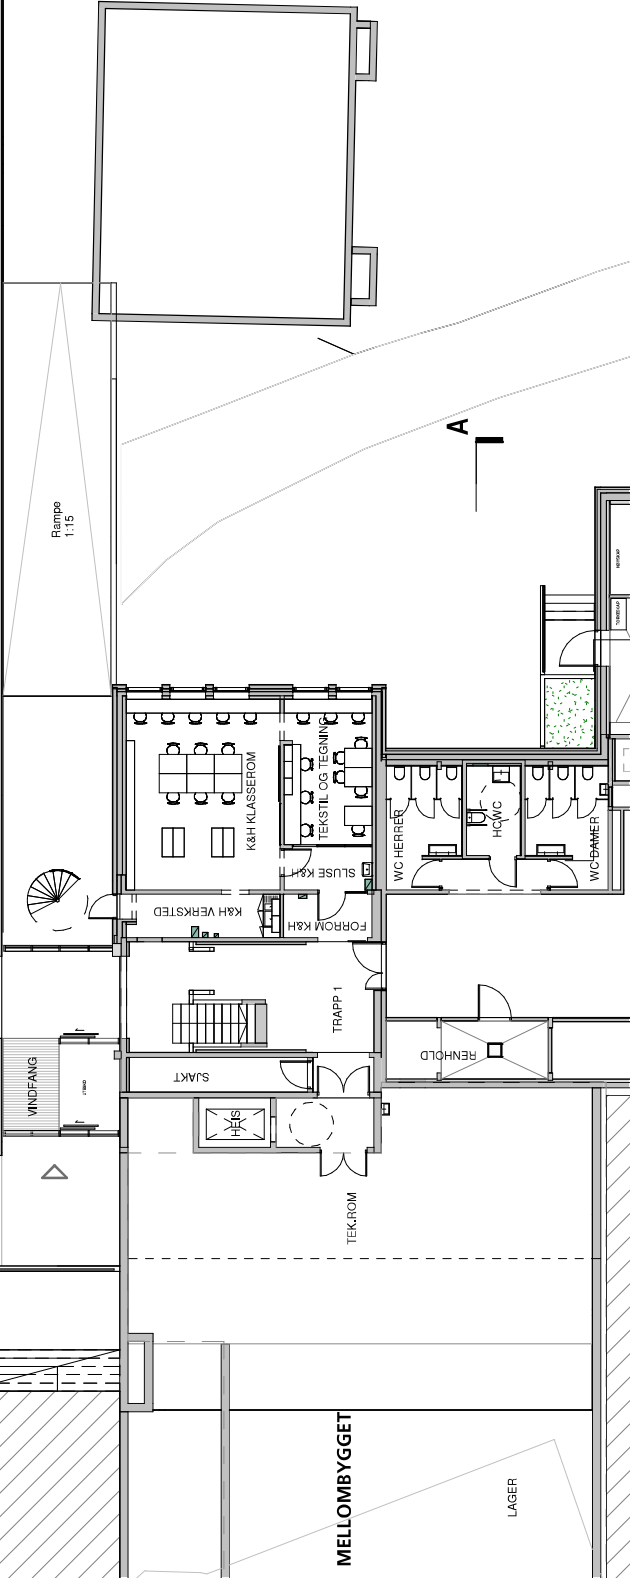 A
Rampe
1:15
TEKSTIL OG TEGNING
K&H KLASSEROM
SLUSE K&H
WC HERRER
HCWC
WC DAMER
K&H VERKSTED
FORROM K&H
TRAPP 1
RENHOLD
SJAKT
VINDFANG
HEIS
TEK.ROM
MELLOMBYGGET
LAGER